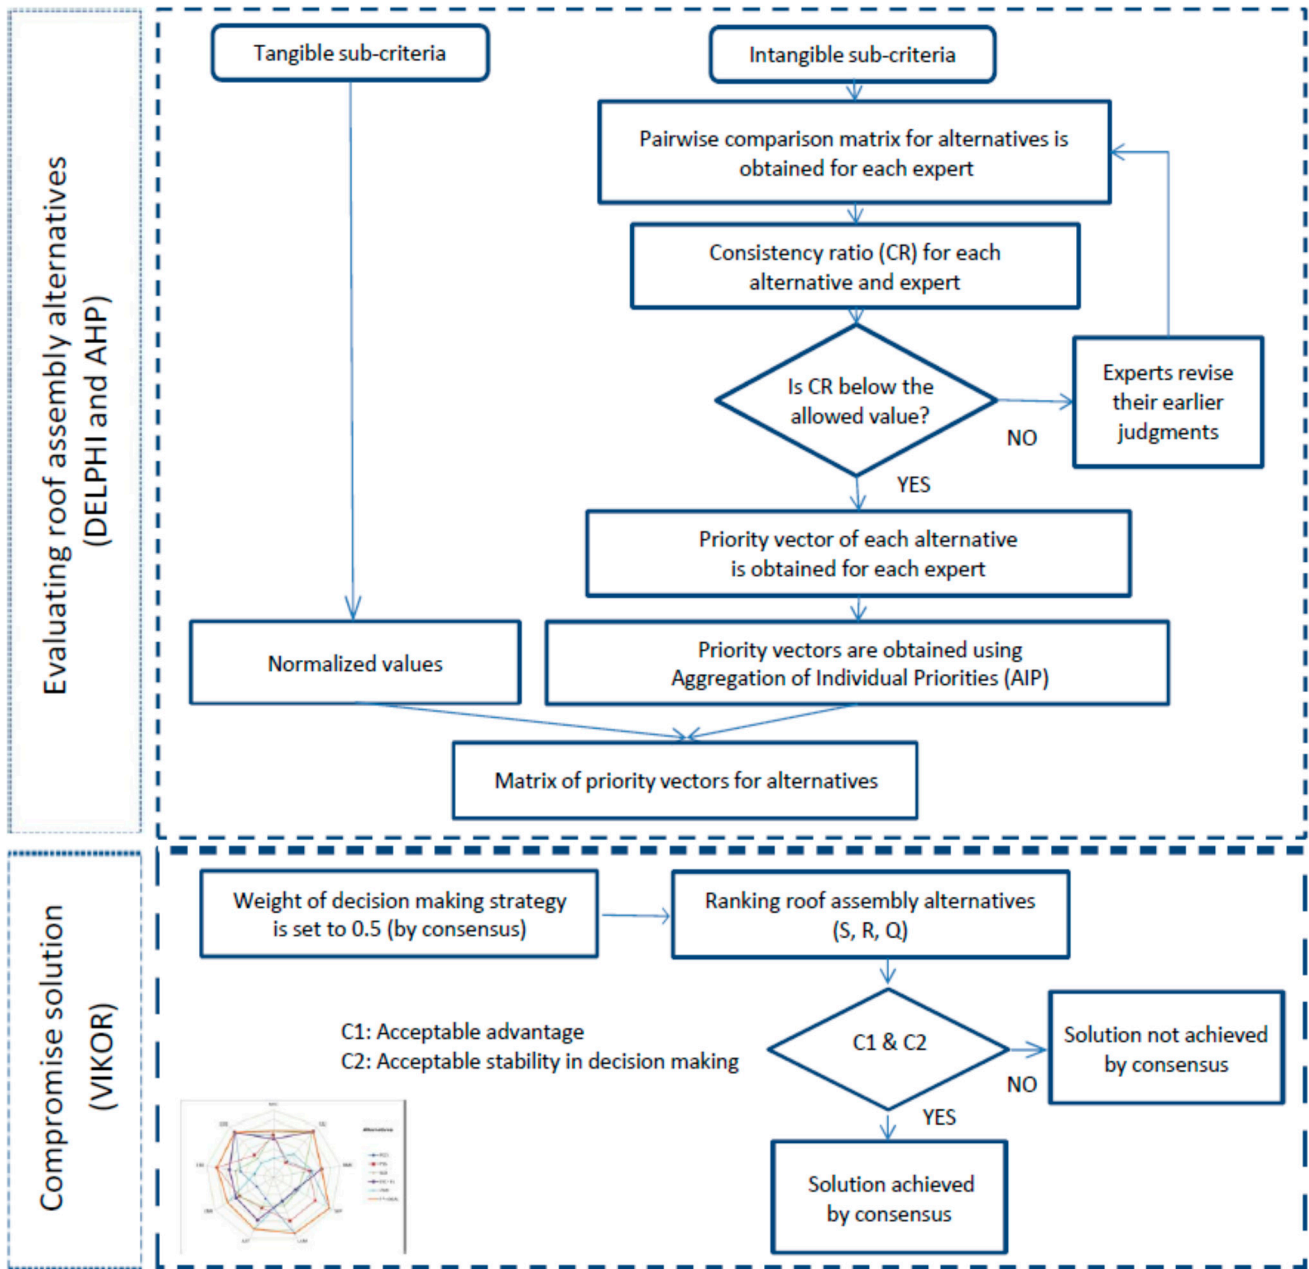 Evaluating roof assembly alternatives
(DELPHI and AHP)
Tangible sub-criteria
Intangible sub-criteria
Pairwise comparison matrix for alternatives is
obtained for each expert
Consistency ratio (CR) for each
alternative and expert
Is CR below the
allowed value?
NO
Experts revise
their earlier
judgments
YES
Priority vector of each alternative
is obtained for each expert
Normalized values
Priority vectors are obtained using
Aggregation of Individual Priorities (AIP)
Matrix of priority vectors for alternatives
Compromise solution
(VIKOR)
Weight of decision making strategy
is set to 0.5 (by consensus)
Ranking roof assembly alternatives
(S, R, Q)
C1: Acceptable advantage
C2: Acceptable stability in decision making
C1 & C2
NO
Solution not achieved
by consensus
YES
Solution achieved
by consensus
Alternatives